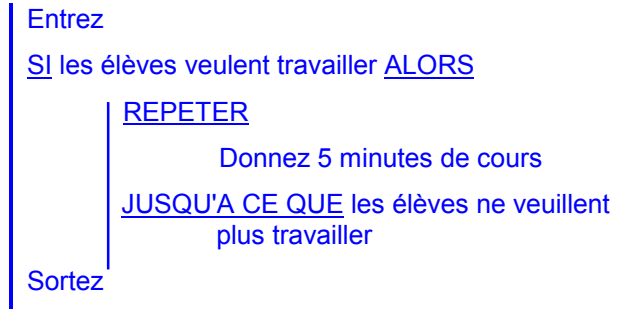 Entrez
SI les élèves veulent travailler ALORS
REPETER
Donnez 5 minutes de cours
JUSQU'A CE QUE les élèves ne veuillent
plus travailler
Sortez